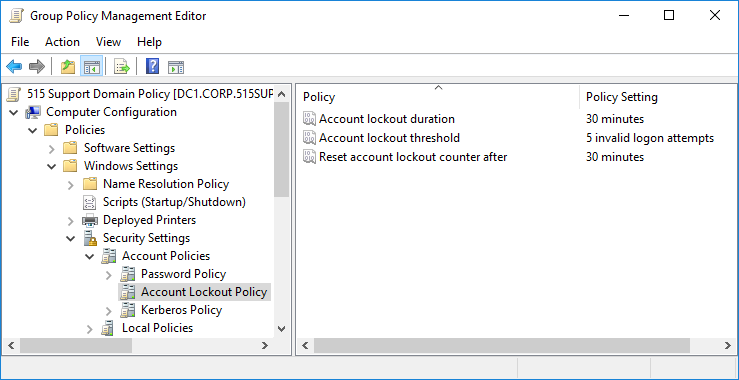 Group Policy Management Editor
File Action View Help
515 Support Domain Policy [DC1.CORP.515SUP
Computer Configuration
Policies
Software Settings
Windows Settings
Name Resolution Policy
Scripts (Startup/Shutdown)
Deployed Printers
Security Settings
Account Policies
Password Policy
Account Lockout Policy
Kerberos Policy
Local Policies
Policy Policy Setting
Account lockout duration 30 minutes
Account lockout threshold 5 invalid logon attempts
Reset account lockout counter after 30 minutes